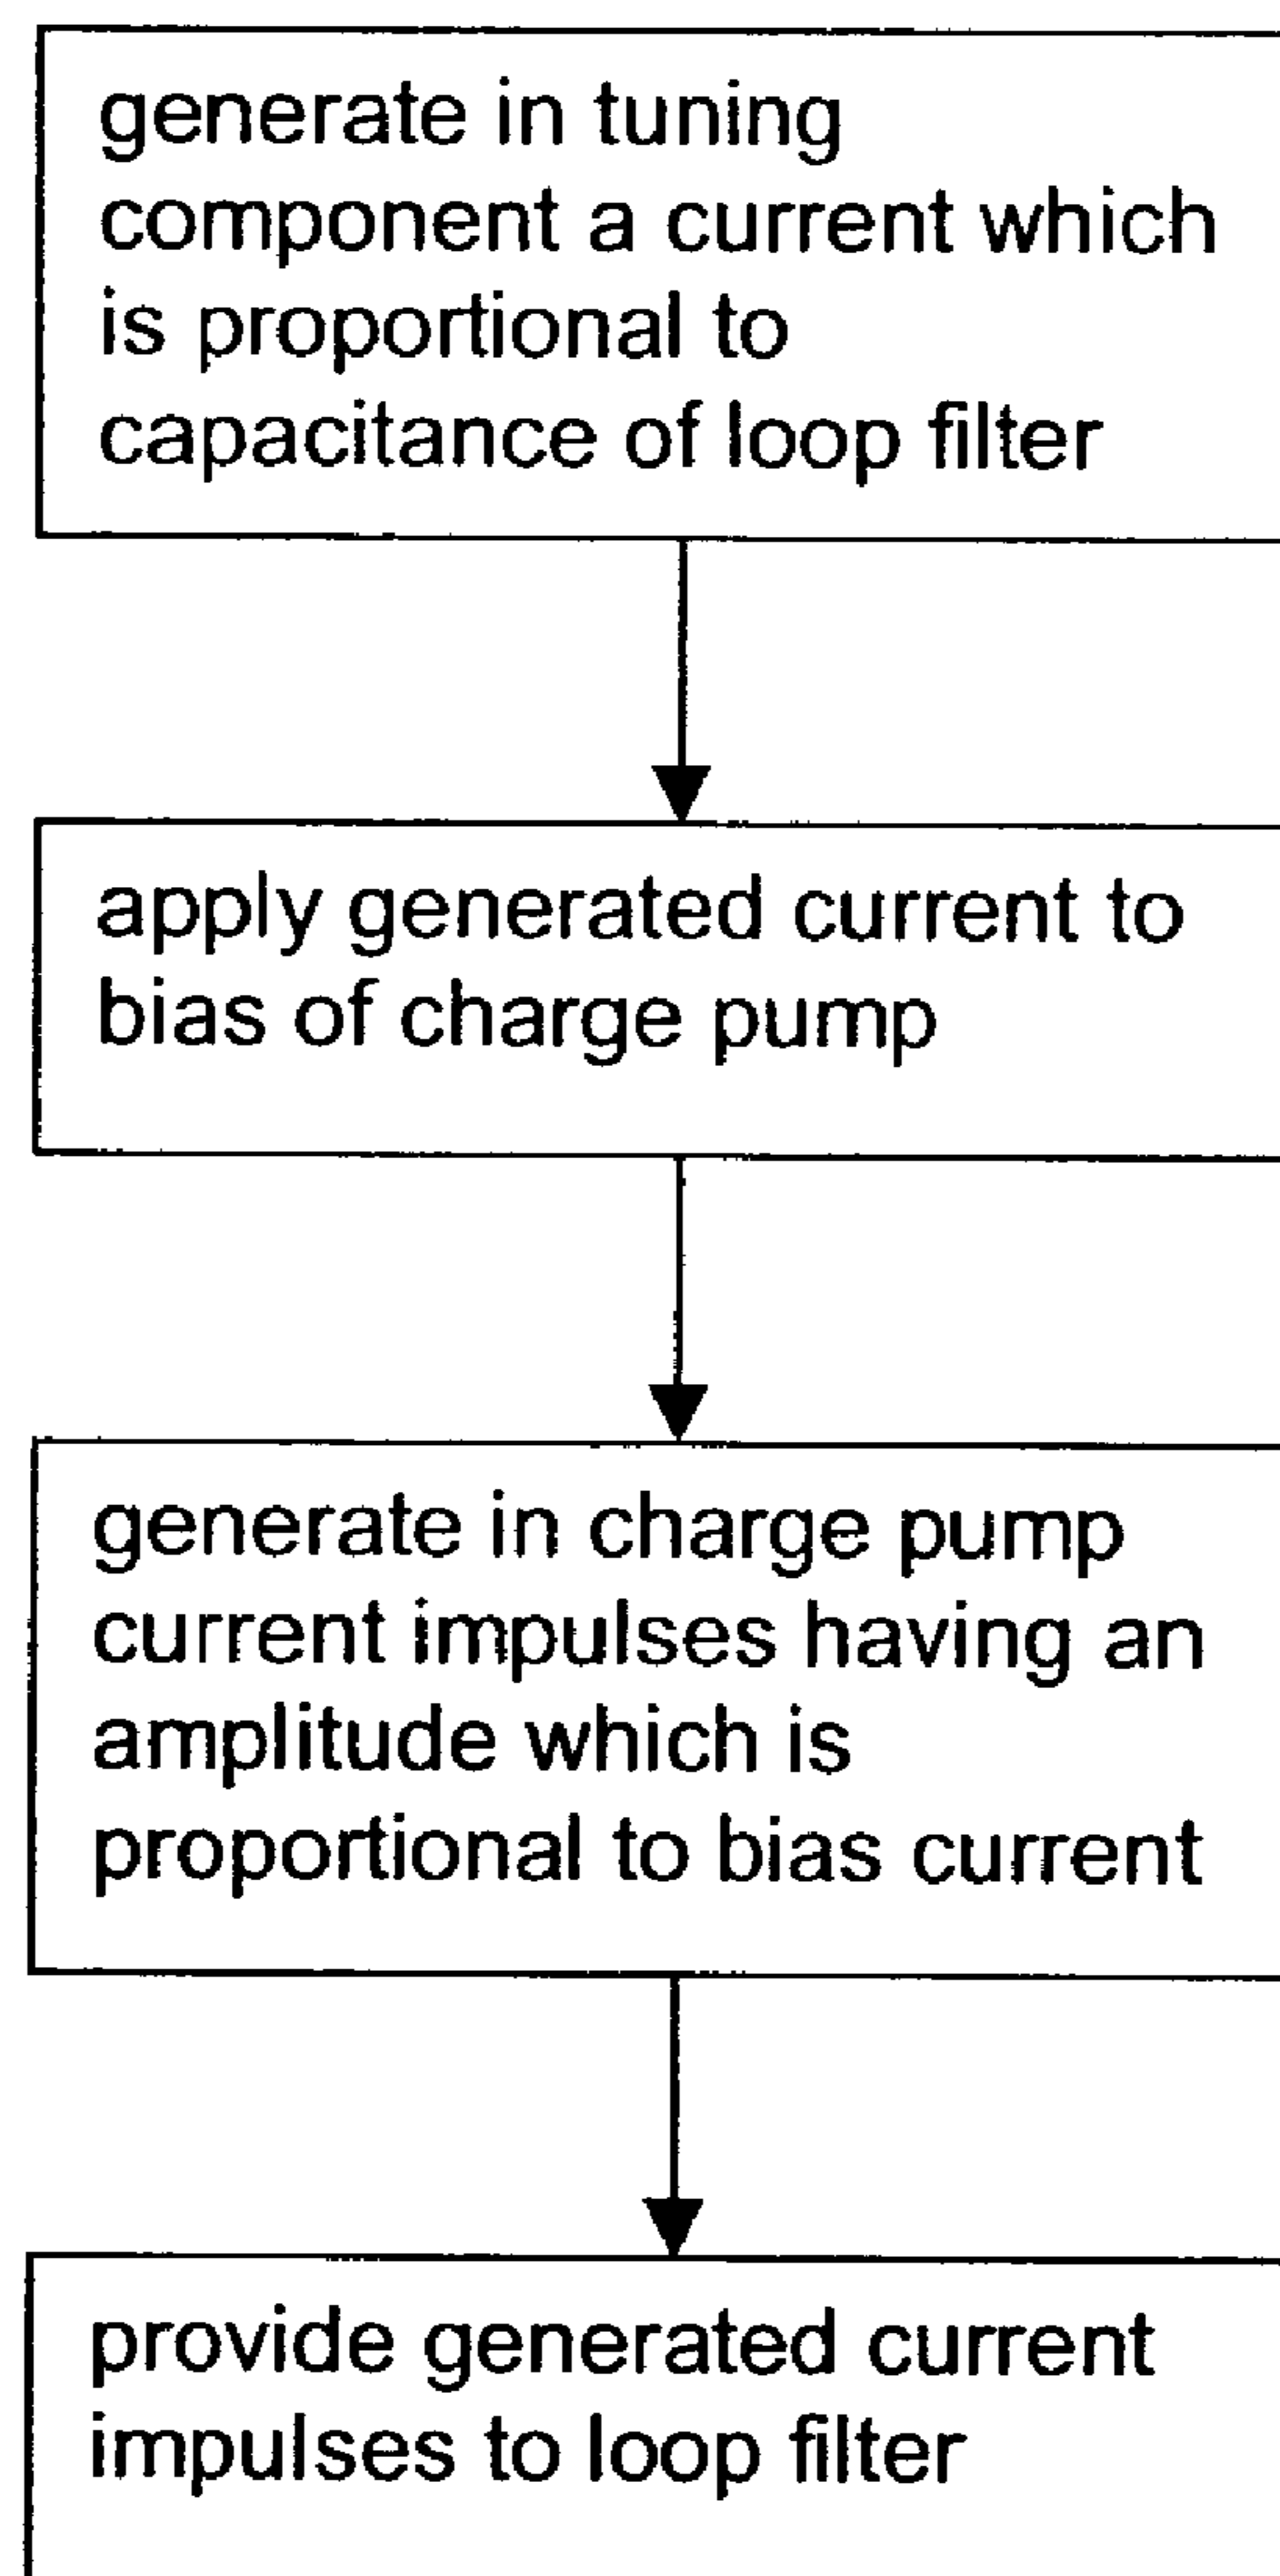 generate in tuning
component a current which
is proportional to
capacitance of loop filter
apply generated current to
bias of charge pump
generate in charge pump
current impulses having an
amplitude which is
proportional to bias current
provide generated current
impulses to loop filter